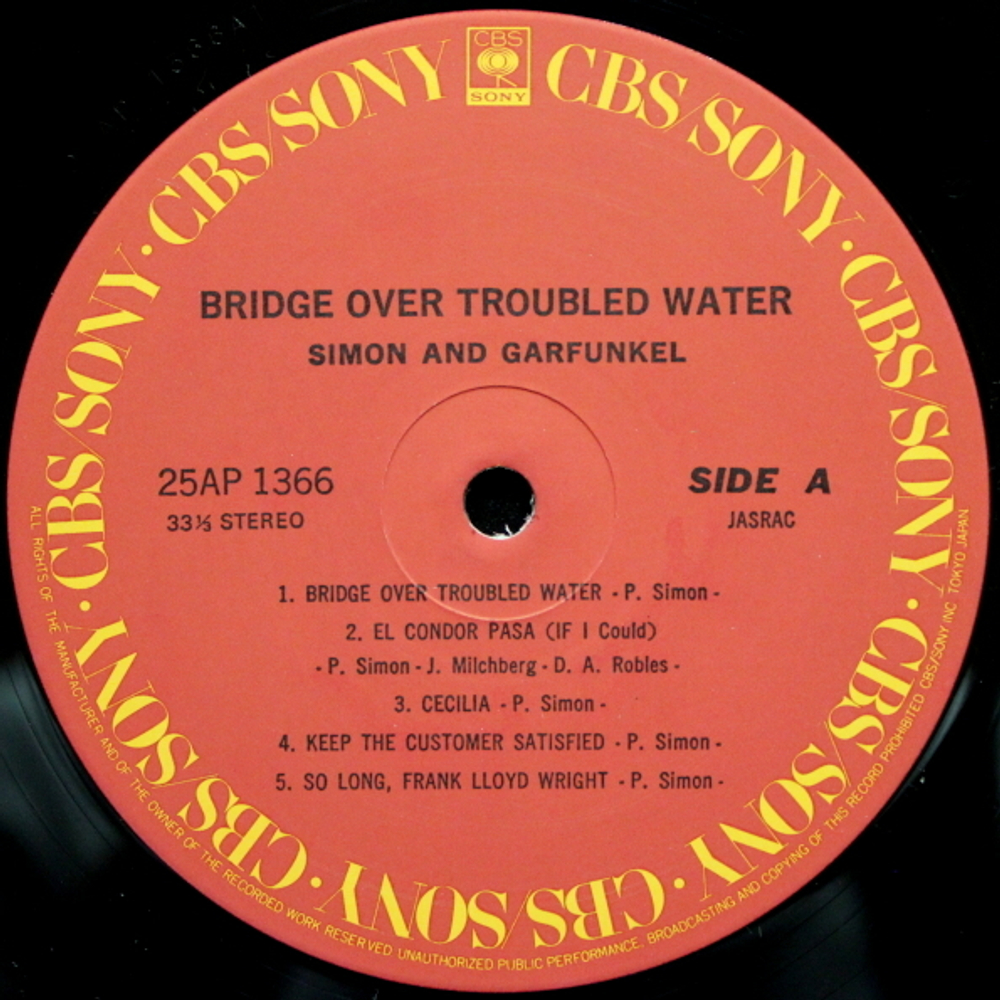 CBS
SONY
CBS/SONY · CBS/SONY · CBS/SONY · CBS/SONY · CBS/SONY · CBS/SONY · CBS/SONY
BRIDGE OVER TROUBLED WATER
SIMON AND GARFUNKEL
25AP 1366
33⅓ STEREO
SIDE A
JASRAC
1. BRIDGE OVER TROUBLED WATER - P. Simon -
2. EL CONDOR PASA (IF I Could)
- P. Simon - J. Milchberg - D. A. Robles -
3. CECILIA - P. Simon -
4. KEEP THE CUSTOMER SATISFIED - P. Simon -
5. SO LONG, FRANK LLOYD WRIGHT - P. Simon -
ALL RIGHTS OF THE MANUFACTURER AND OF THE OWNER OF THE RECORDED WORK RESERVED UNAUTHORIZED PUBLIC PERFORMANCE, BROADCASTING AND COPYING OF THIS RECORD PROHIBITED CBS/SONY INC TOKYO JAPAN